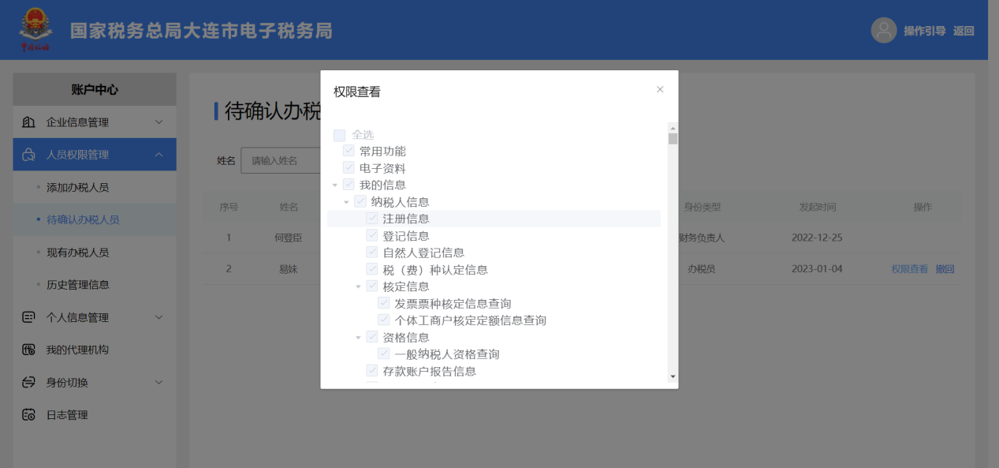 国家税务总局大连市电子税务局
操作引导 返回
账户中心
企业信息管理
人员权限管理
添加办税人员
待确认办税人员
现有办税人员
历史管理信息
个人信息管理
我的代理机构
身份切换
日志管理
待确认办税
姓名 请输入姓名
序号 姓名 身份类型 发起时间 操作
1 何登臣 财务负责人 2022-12-25
2 易妹 办税员 2023-01-04 权限查看 撤回
权限查看
全选
常用功能
电子资料
我的信息
纳税人信息
注册信息
登记信息
自然人登记信息
税（费）种认定信息
核定信息
发票票种核定信息查询
个体工商户核定定额信息查询
资格信息
一般纳税人资格查询
存款账户报告信息